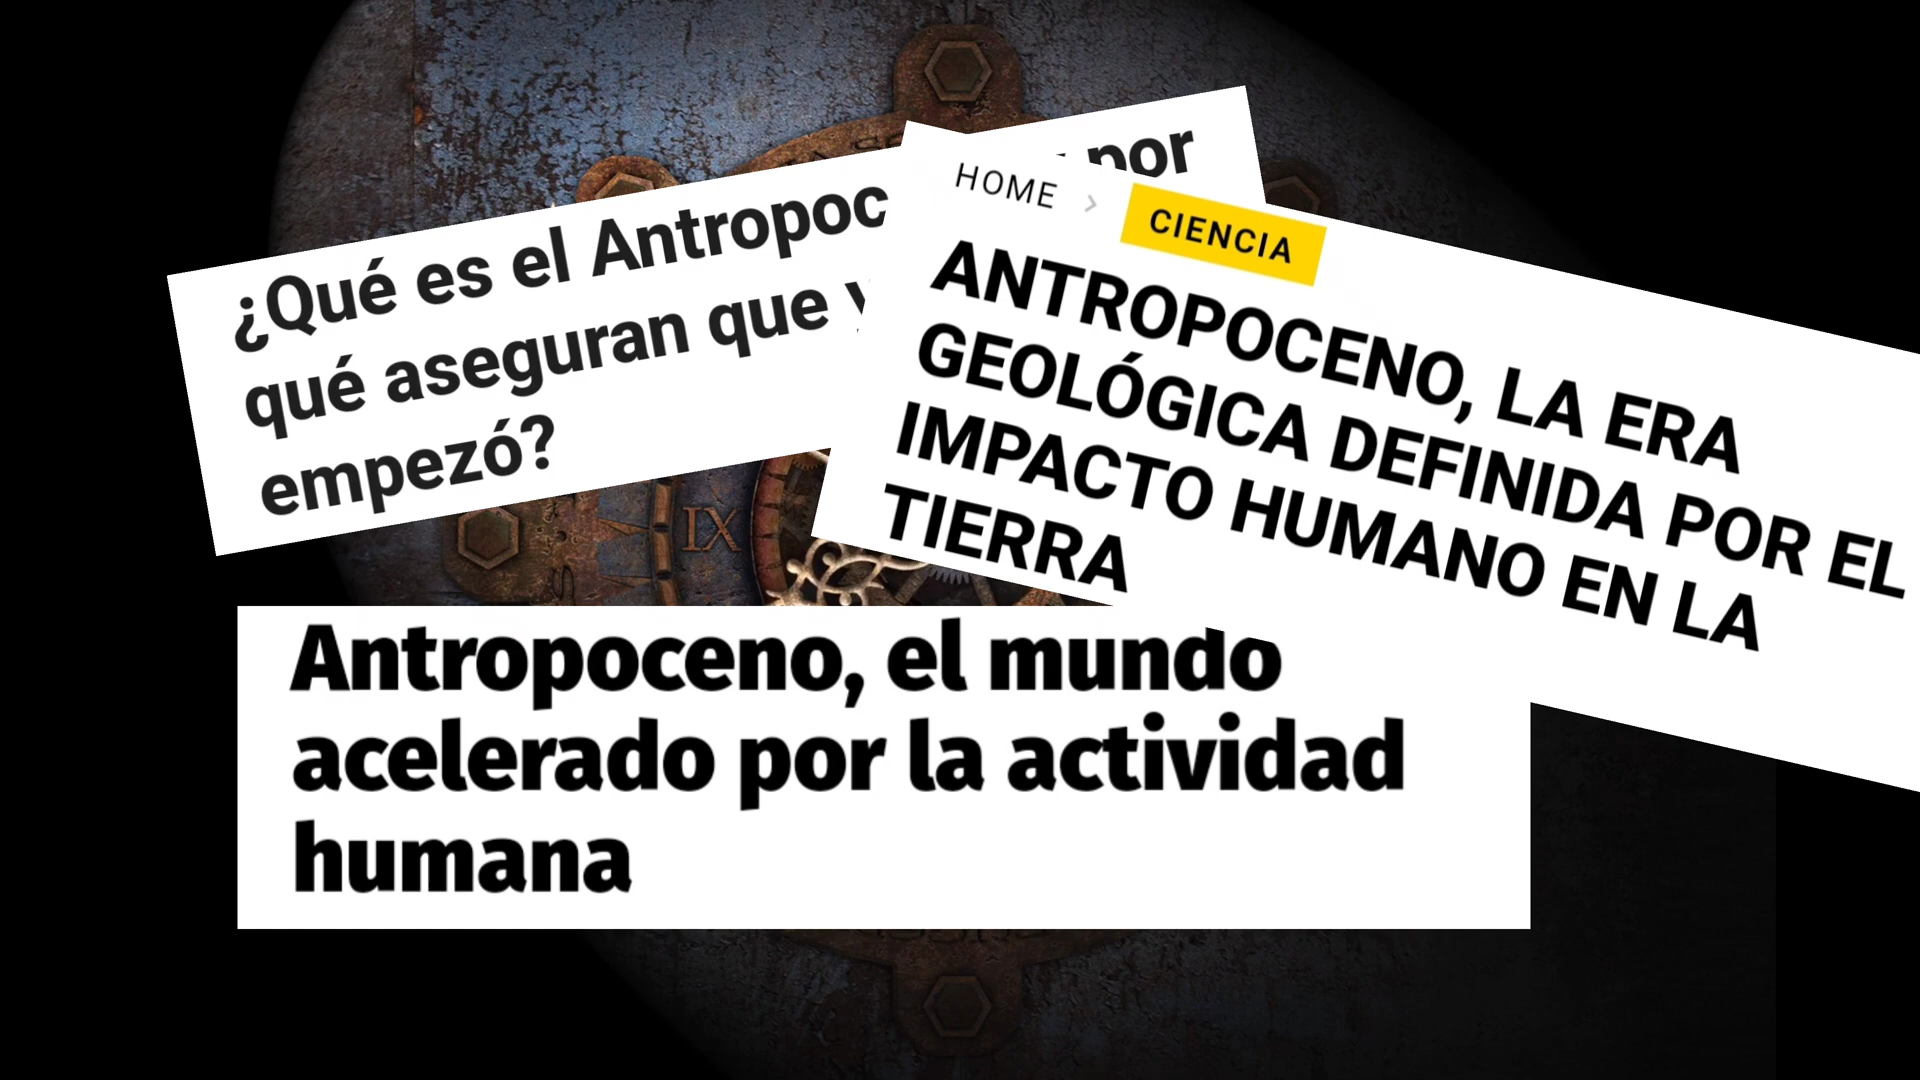 ¿Qué es el Antropoc por
qué aseguran que y
empezó?
HOME > CIENCIA
ANTROPOCENO, LA ERA
GEOLÓGICA DEFINIDA POR EL
IMPACTO HUMANO EN LA
TIERRA
IX
Antropoceno, el mundo
acelerado por la actividad
humana